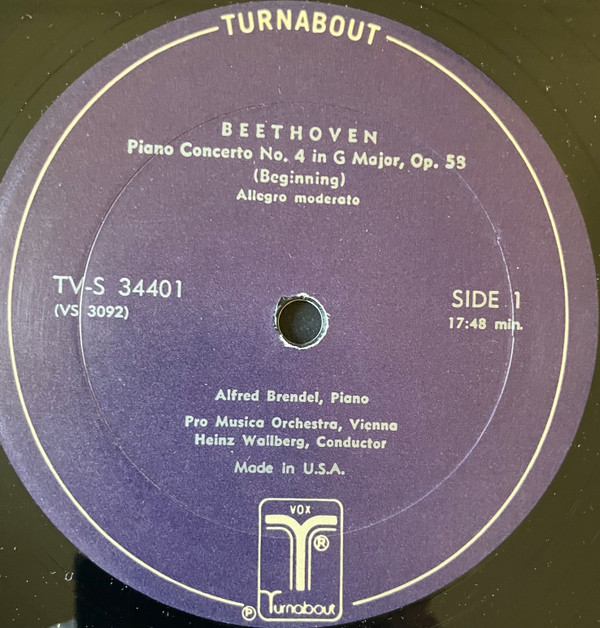 TURNABOUT
BEETHOVEN
Piano Concerto No. 4 in G Major, Op. 58
(Beginning)
Allegro moderato
TV-S 34401
(VS 3092)
SIDE 1
17:48 min.
Alfred Brendel, Piano
Pro Musica Orchestra, Vienna
Heinz Wallberg, Conductor
Made in U.S.A.
VOX
®
Turnabout
℗